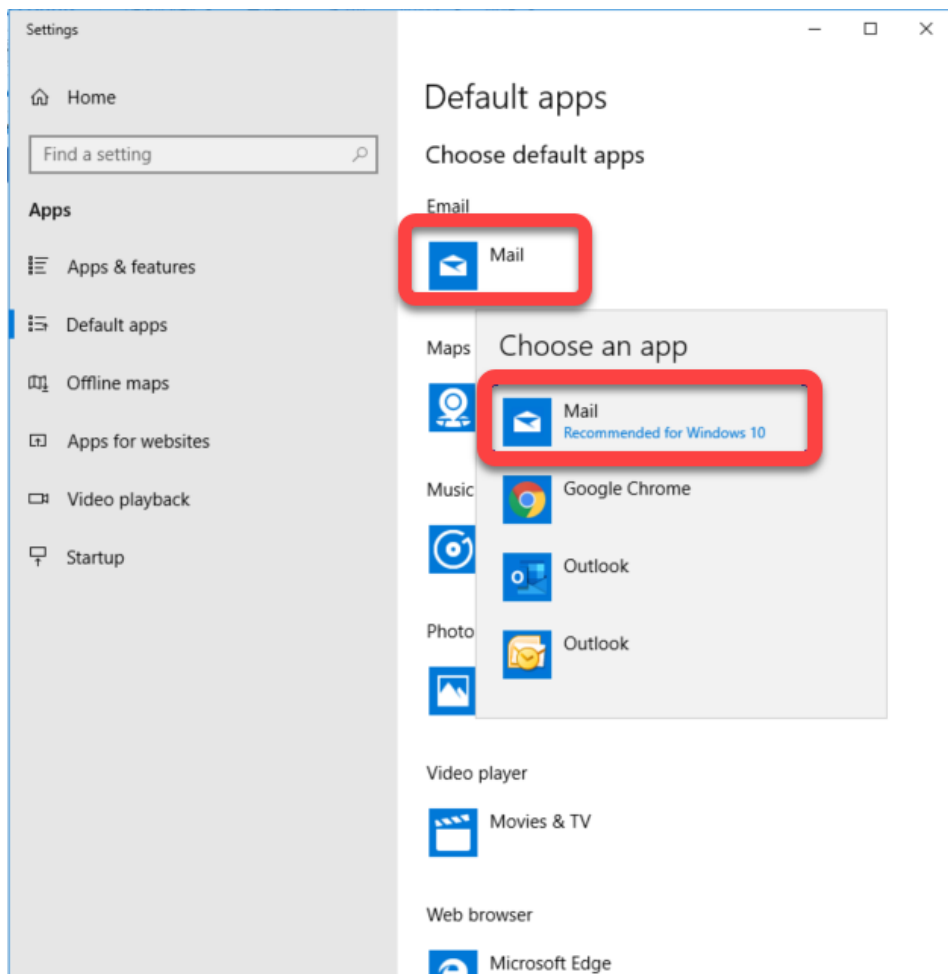 Settings
Home
Find a setting
Apps
Apps & features
Default apps
Offline maps
Apps for websites
Video playback
Startup
Default apps
Choose default apps
Email
Mail
Maps
Choose an app
Mail
Recommended for Windows 10
Google Chrome
Outlook
Outlook
Music
Photo
Video player
Movies & TV
Web browser
Microsoft Edge